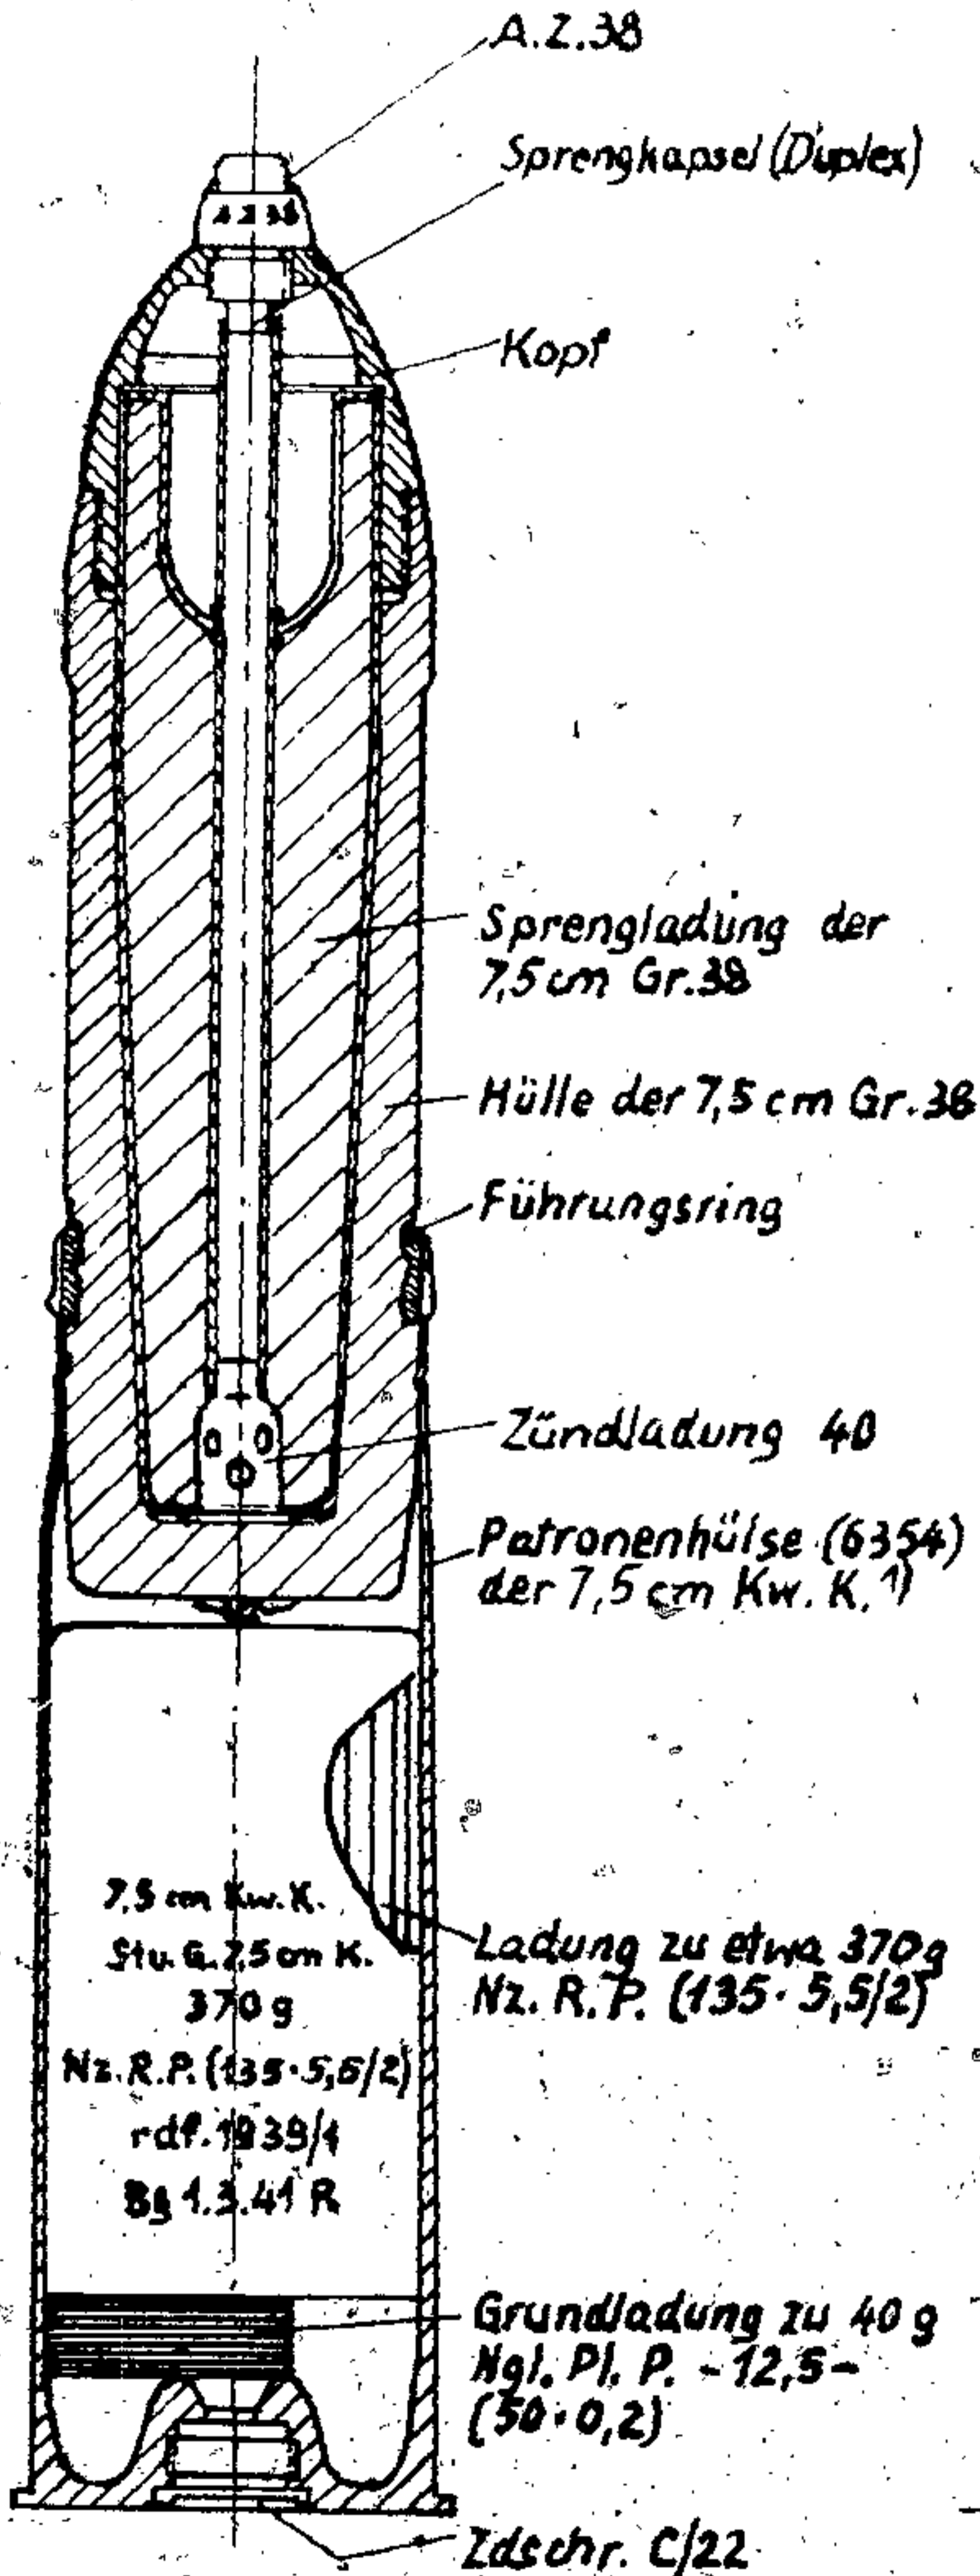 A.Z.38
Sprengkapsel (Duplex)
A Z 38
Kopf
Sprengladung der
7,5 cm Gr.38
Hülle der 7,5 cm Gr.38
Führungsring
Zündladung 40
Patronenhülse (6354)
der 7,5 cm Kw. K. 1)
7,5 cm Kw. K.
Stu. G. 7,5 cm K.
370 g
Nz. R. P. (135·5,5/2)
rdf. 1939/1
Bg 1.3.41 R
Ladung zu etwa 370g
Nz. R. P. (135·5,5/2)
Grundladung zu 40 g
Ngl. Pl. P. -12,5-
(50·0,2)
Zdschr. C/22